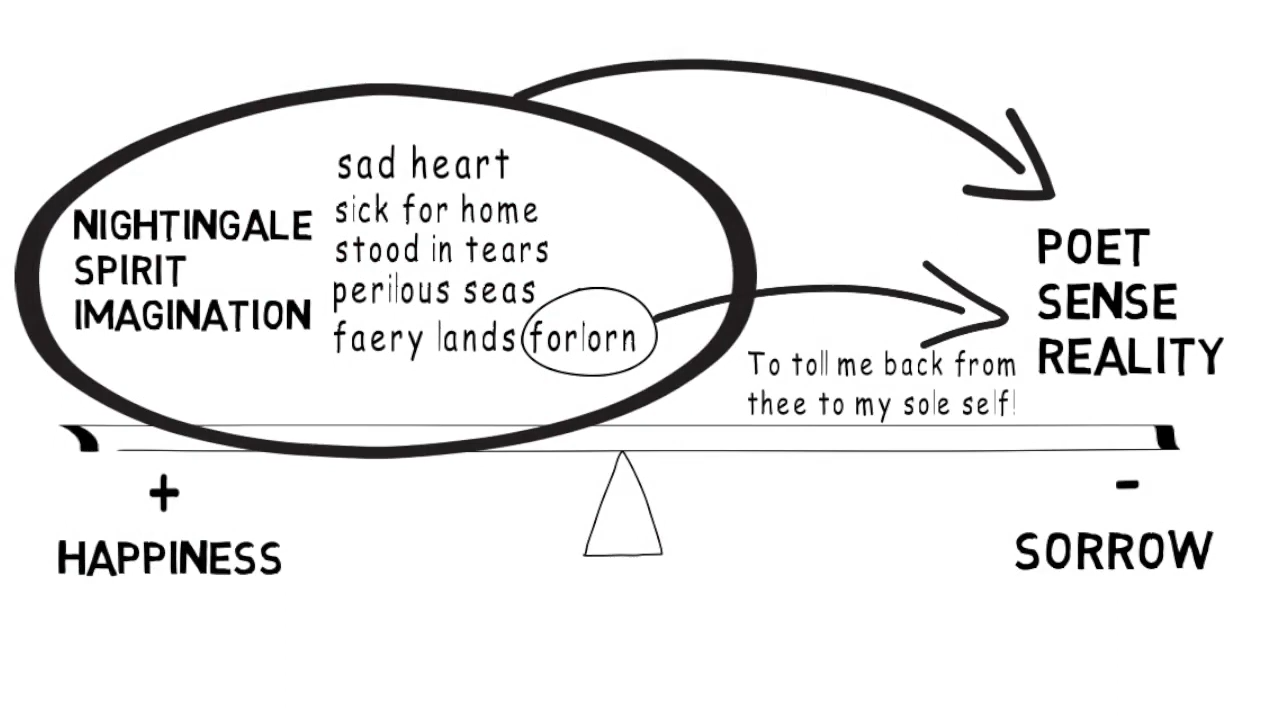 sad heart
sick for home
stood in tears
perilous seas
faery lands forlorn
NIGHTINGALE
SPIRIT
IMAGINATION
POET
SENSE
REALITY
To toll me back from
thee to my sole self!
+
-
HAPPINESS
SORROW